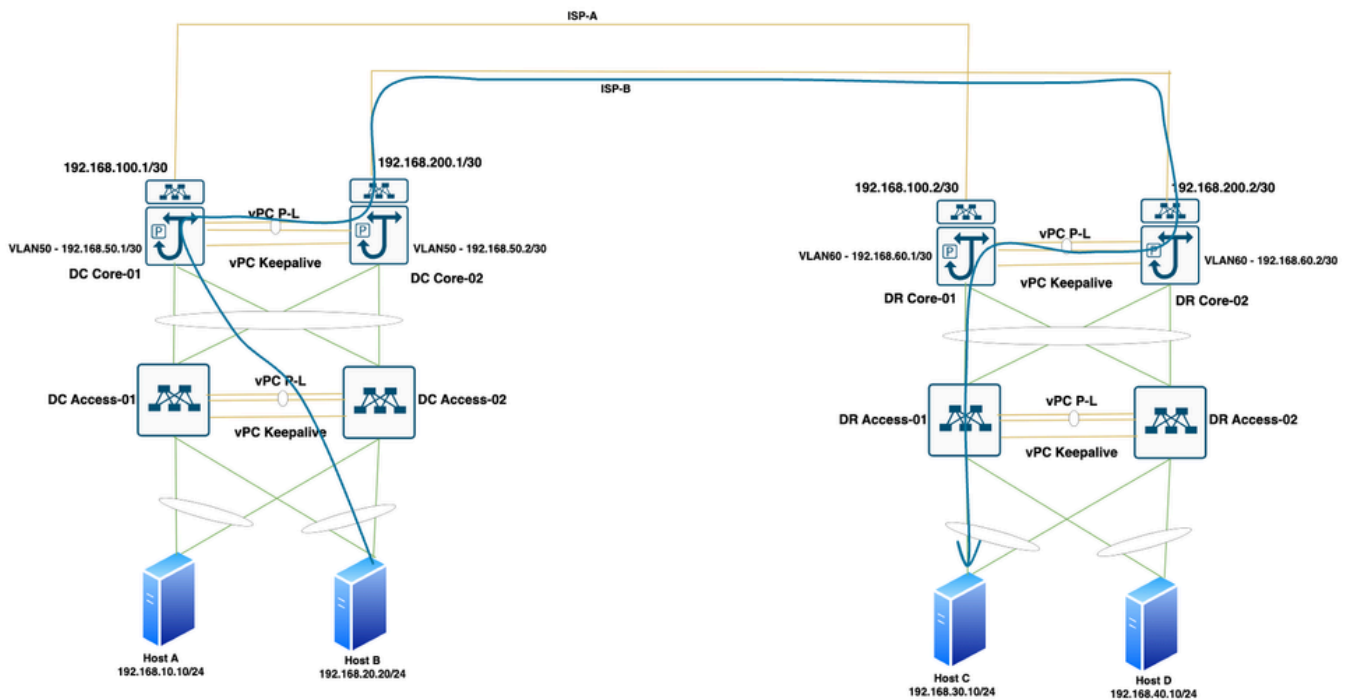 ISP-A
ISP-B
192.168.100.1/30
192.168.200.1/30
192.168.100.2/30
192.168.200.2/30
vPC P-L
P
P
VLAN50 - 192.168.50.1/30
VLAN50 - 192.168.50.2/30
vPC Keepalive
DC Core-01
DC Core-02
vPC P-L
P
P
VLAN60 - 192.168.60.1/30
VLAN60 - 192.168.60.2/30
vPC Keepalive
DR Core-01
DR Core-02
vPC P-L
DC Access-01
DC Access-02
vPC Keepalive
vPC P-L
DR Access-01
DR Access-02
vPC Keepalive
Host A
192.168.10.10/24
Host B
192.168.20.20/24
Host C
192.168.30.10/24
Host D
192.168.40.10/24